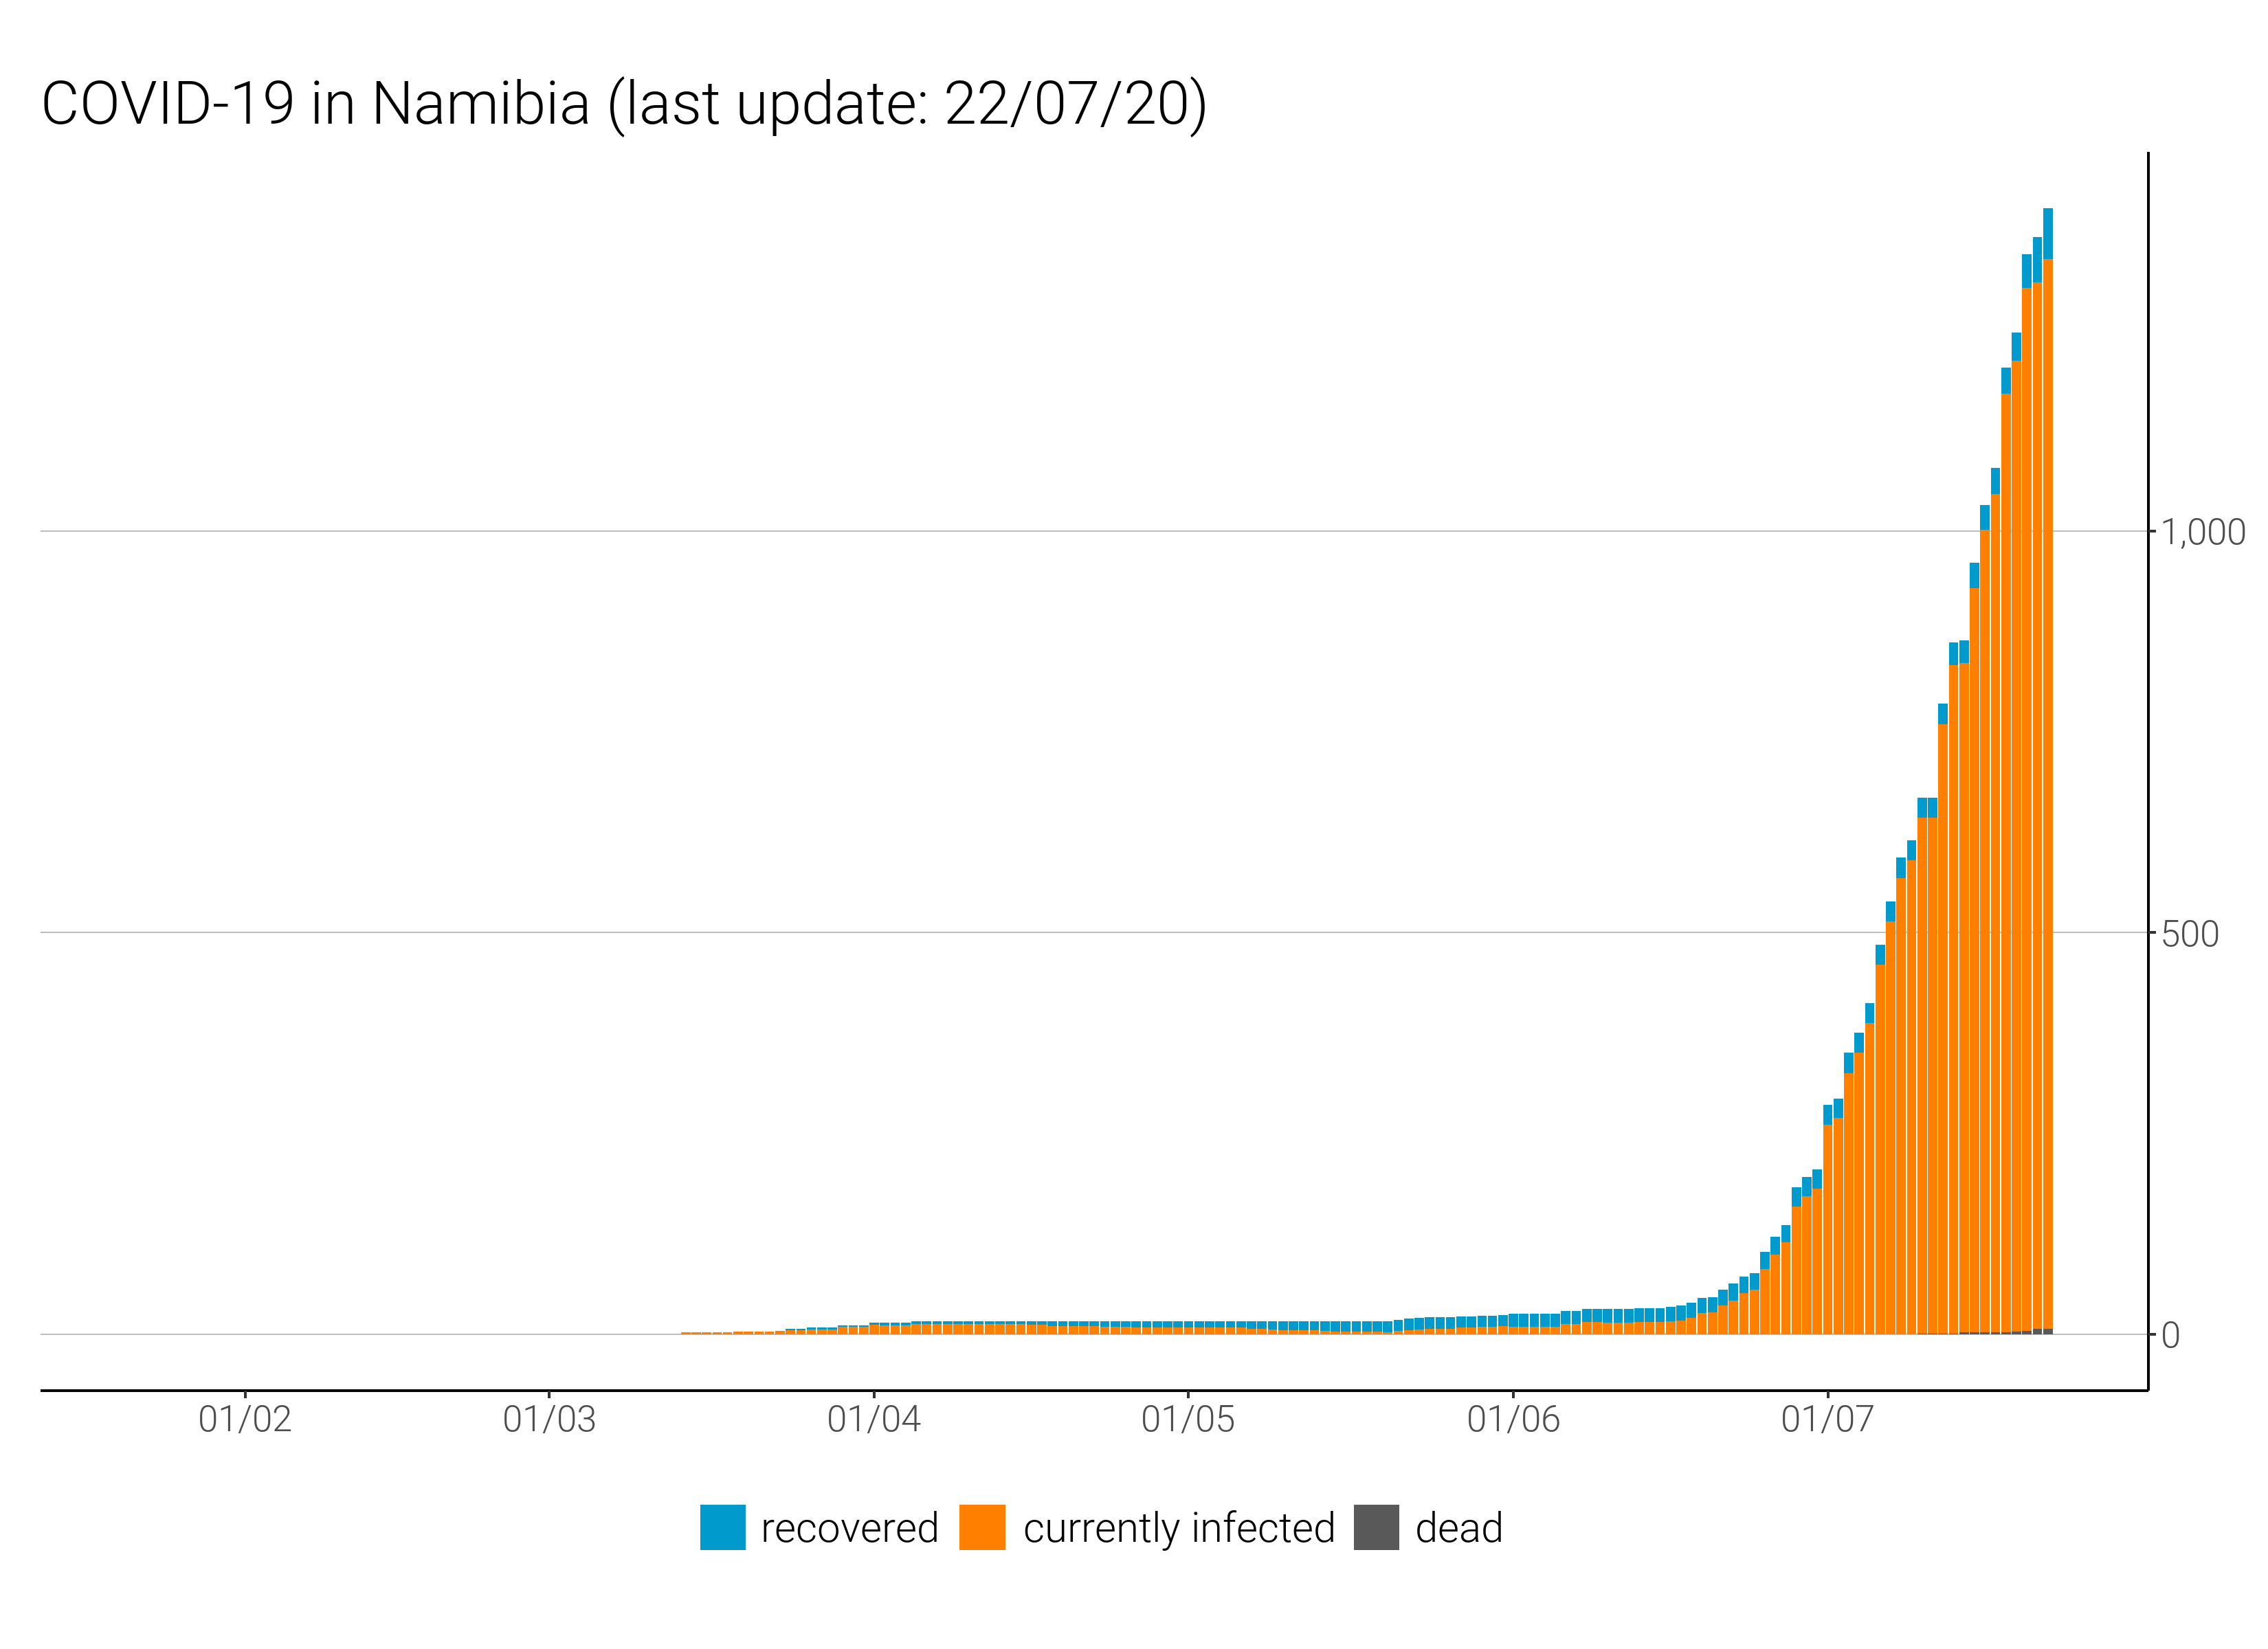 COVID-19 in Namibia (last update: 22/07/20)
1,000
500
0
01/02 01/03 01/04 01/05 01/06 01/07
recovered currently infected dead